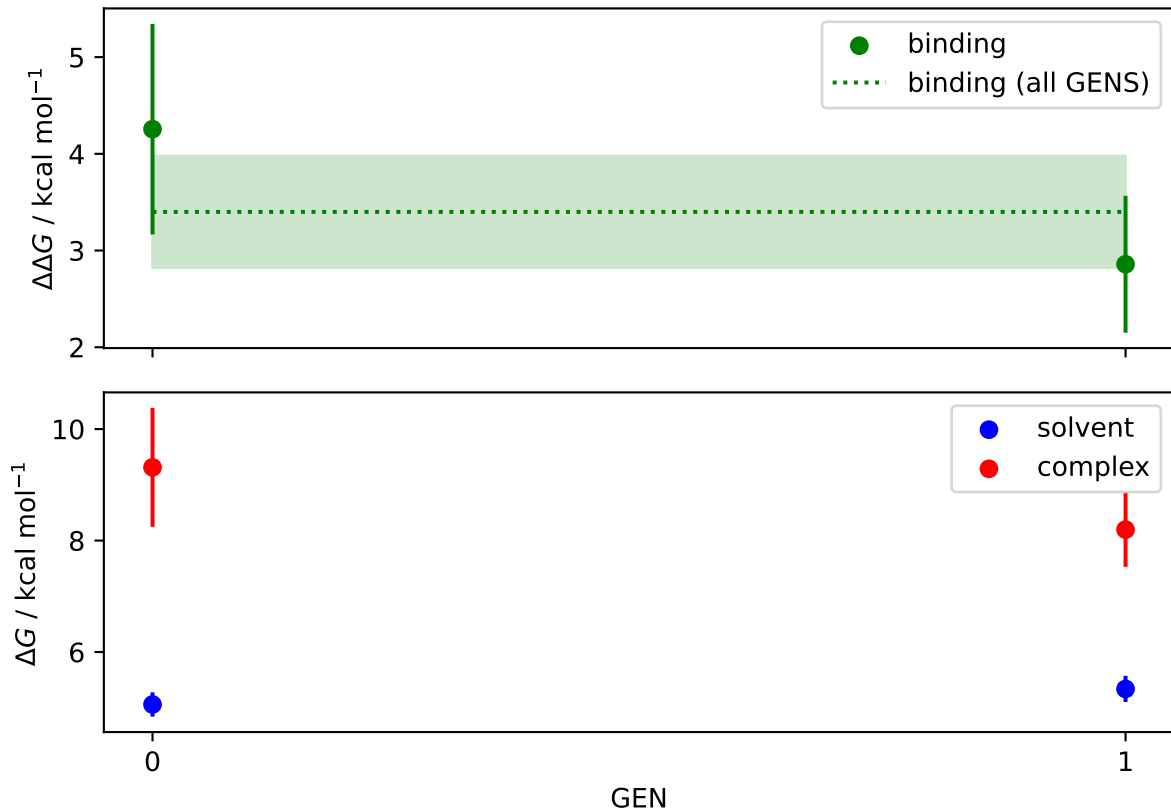 5
4
3
2
ΔΔG / kcal mol⁻¹
binding
binding (all GENS)
10
8
6
ΔG / kcal mol⁻¹
solvent
complex
0
1
GEN